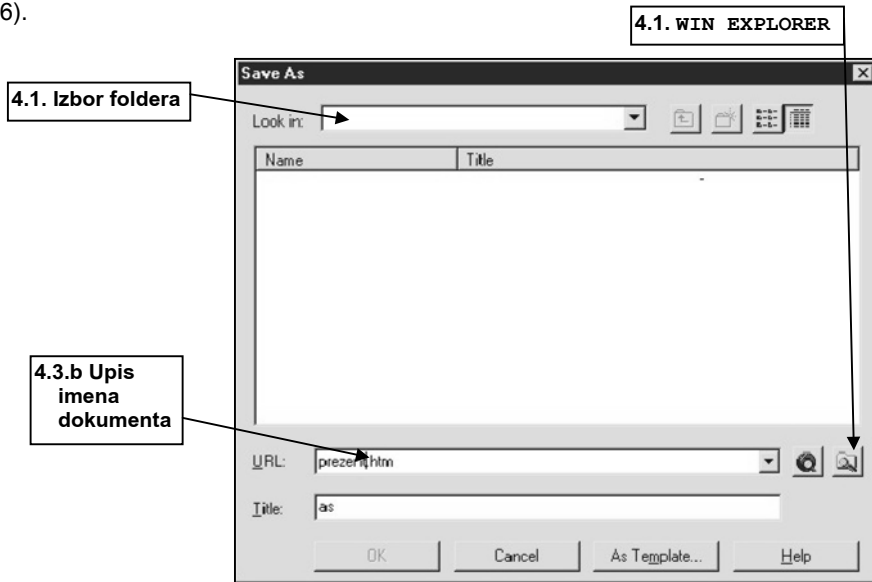 6).
4.1. WIN EXPLORER
Save As
4.1. Izbor foldera
Look in:
Name Title
4.3.b Upis
imena
dokumenta
URL: prezent.htm
Title: as
OK Cancel As Template... Help